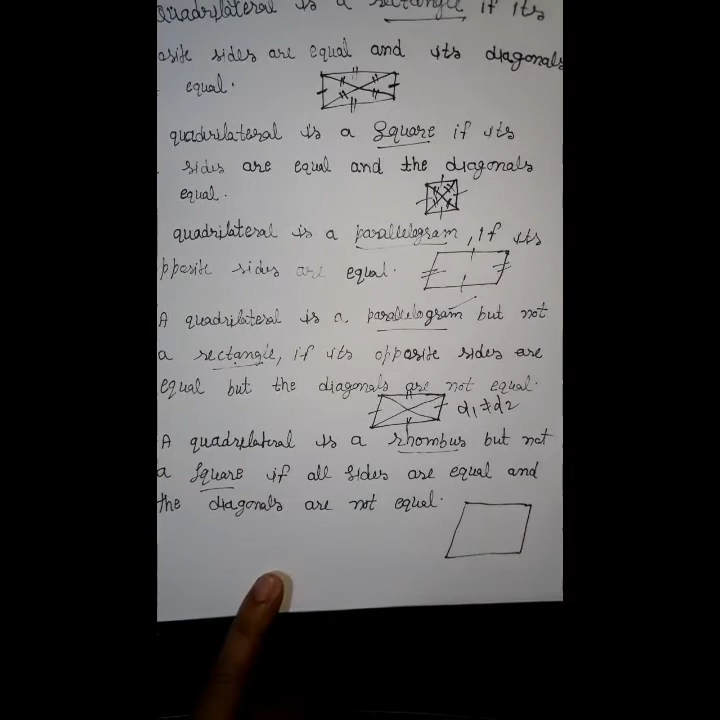 quadrilateral is a rectangle if its
osite sides are equal and its diagonals
equal.
quadrilateral is a square if its
sides are equal and the diagonals
equal.
quadrilateral is a parallelogram, if its
pposite sides are equal.
A quadrilateral is a parallelogram but not
a rectangle, if its opposite sides are
equal but the diagonals are not equal.
d1≠d2
A quadrilateral is a rhombus but not
a square if all sides are equal and
the diagonals are not equal.